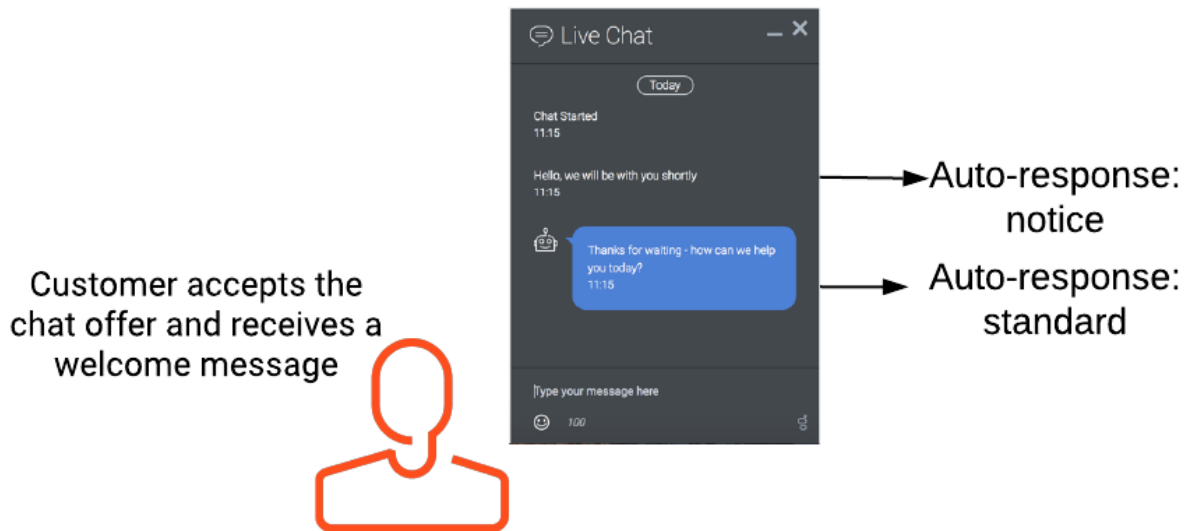 Live Chat
Today
Chat Started
11:15
Hello, we will be with you shortly
11:15
Thanks for waiting - how can we help
you today?
11:15
Type your message here
100
Auto-response:
notice
Auto-response:
standard
Customer accepts the
chat offer and receives a
welcome message